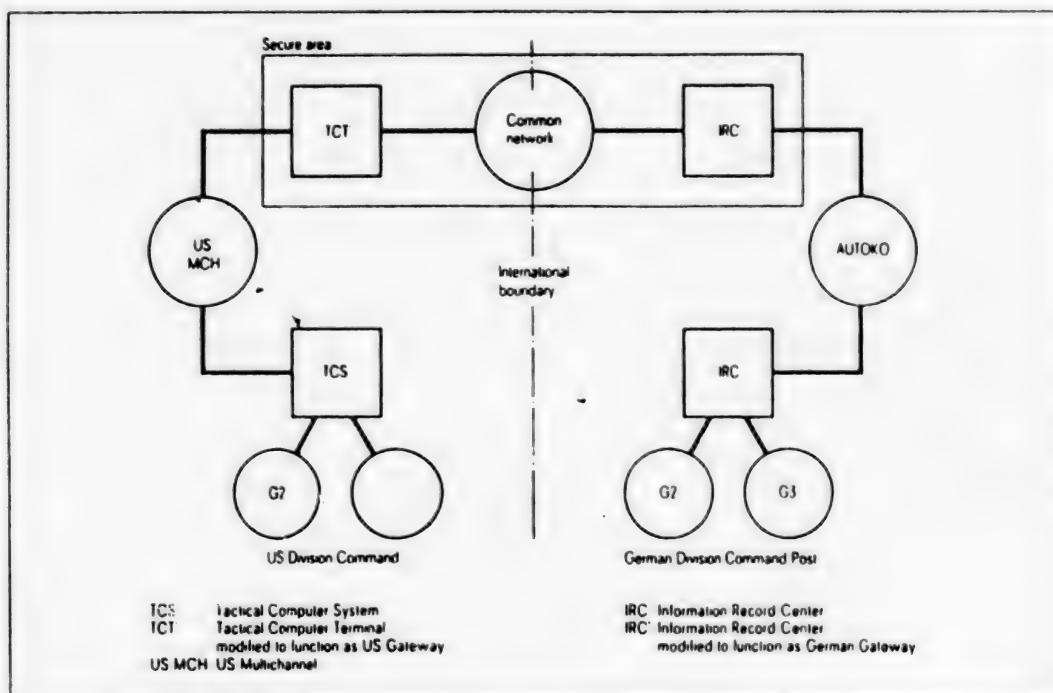 Secure area
TCT
Common
network
IRC
US
MCH
AUTOKO
International
boundary
TCS
IRC
G2
G2
G3
US Division Command
German Division Command Post
TCS Tactical Computer System
TCT Tactical Computer Terminal
modified to function as US Gateway
US MCH US Multichannel
IRC Information Record Center
IRC' Information Record Center
modified to function as German Gateway